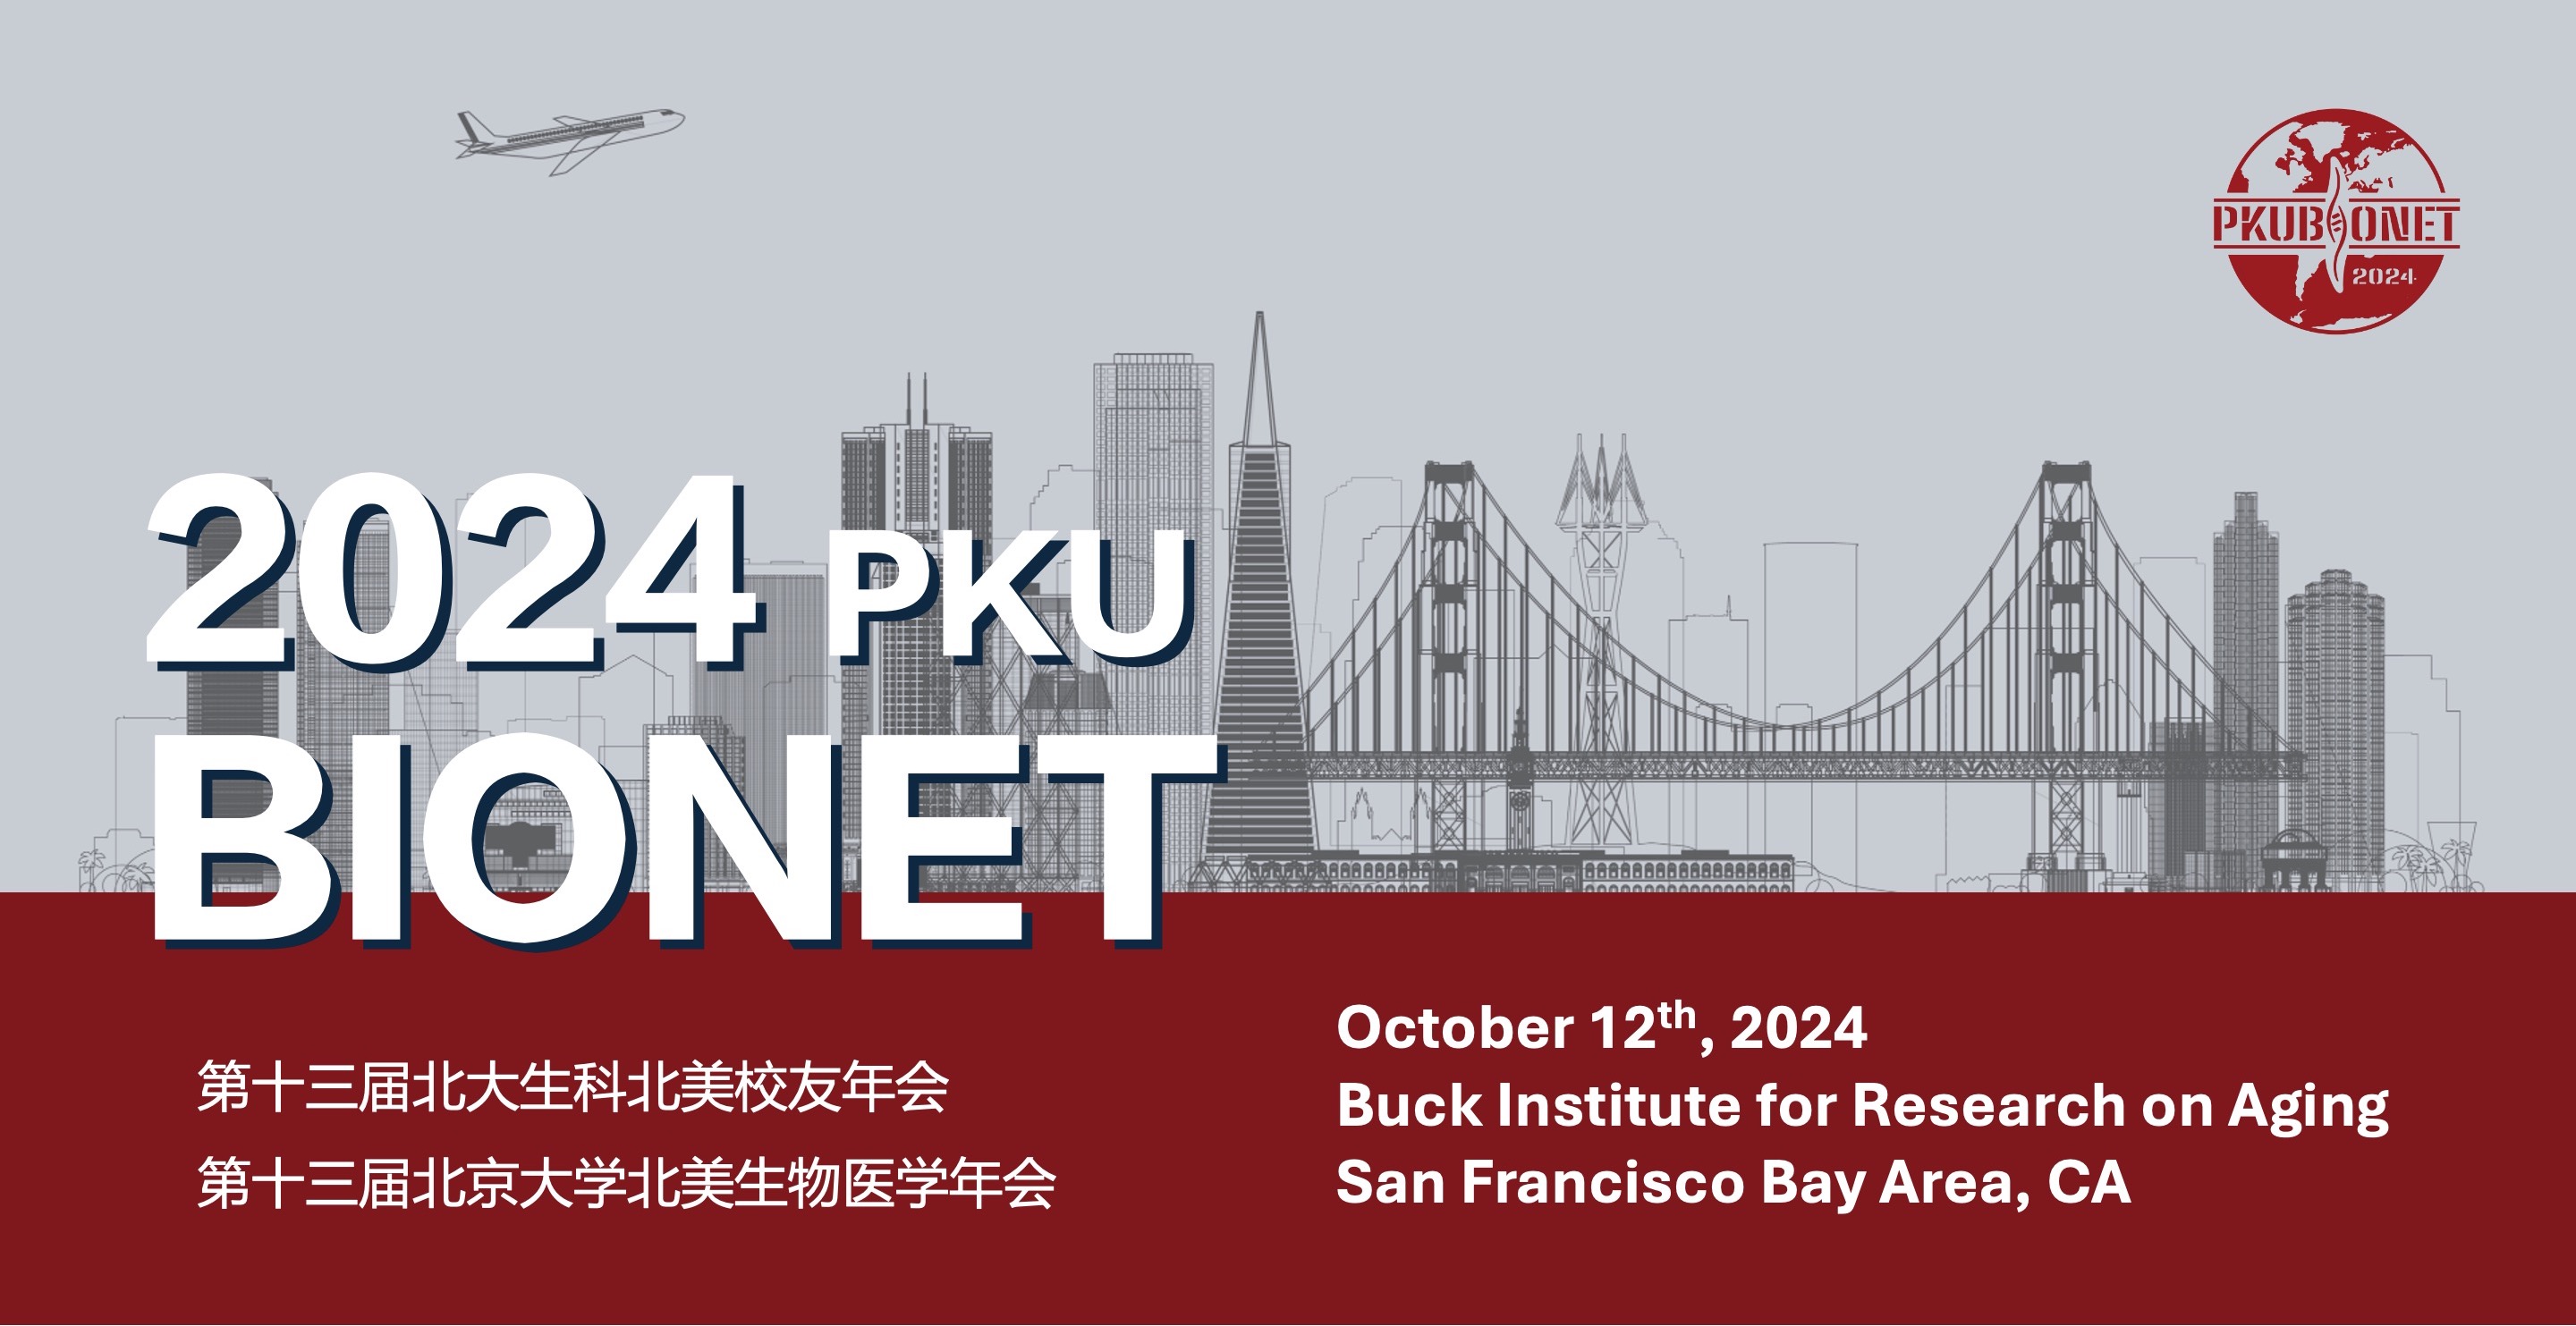 PKUBIONET
2024
2024 PKU
BIONET
第十三届北大生科北美校友年会
第十三届北京大学北美生物医学年会
October 12th, 2024
Buck Institute for Research on Aging
San Francisco Bay Area, CA